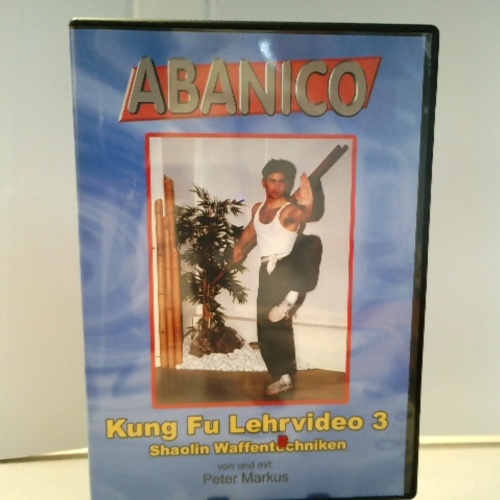 ABANICO
Kung Fu Lehrvideo 3
Shaolin Waffentechniken
von und mit:
Peter Markus